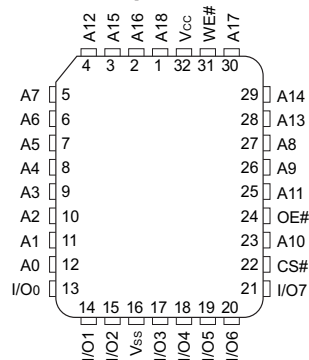 A12 A15 A16 A18 Vcc WE# A17
4 3 2 1 32 31 30
A7 5 29 A14
A6 6 28 A13
A5 7 27 A8
A4 8 26 A9
A3 9 25 A11
A2 10 24 OE#
A1 11 23 A10
A0 12 22 CS#
I/O0 13 21 I/O7
14 15 16 17 18 19 20
I/O1 I/O2 Vss I/O3 I/O4 I/O5 I/O6